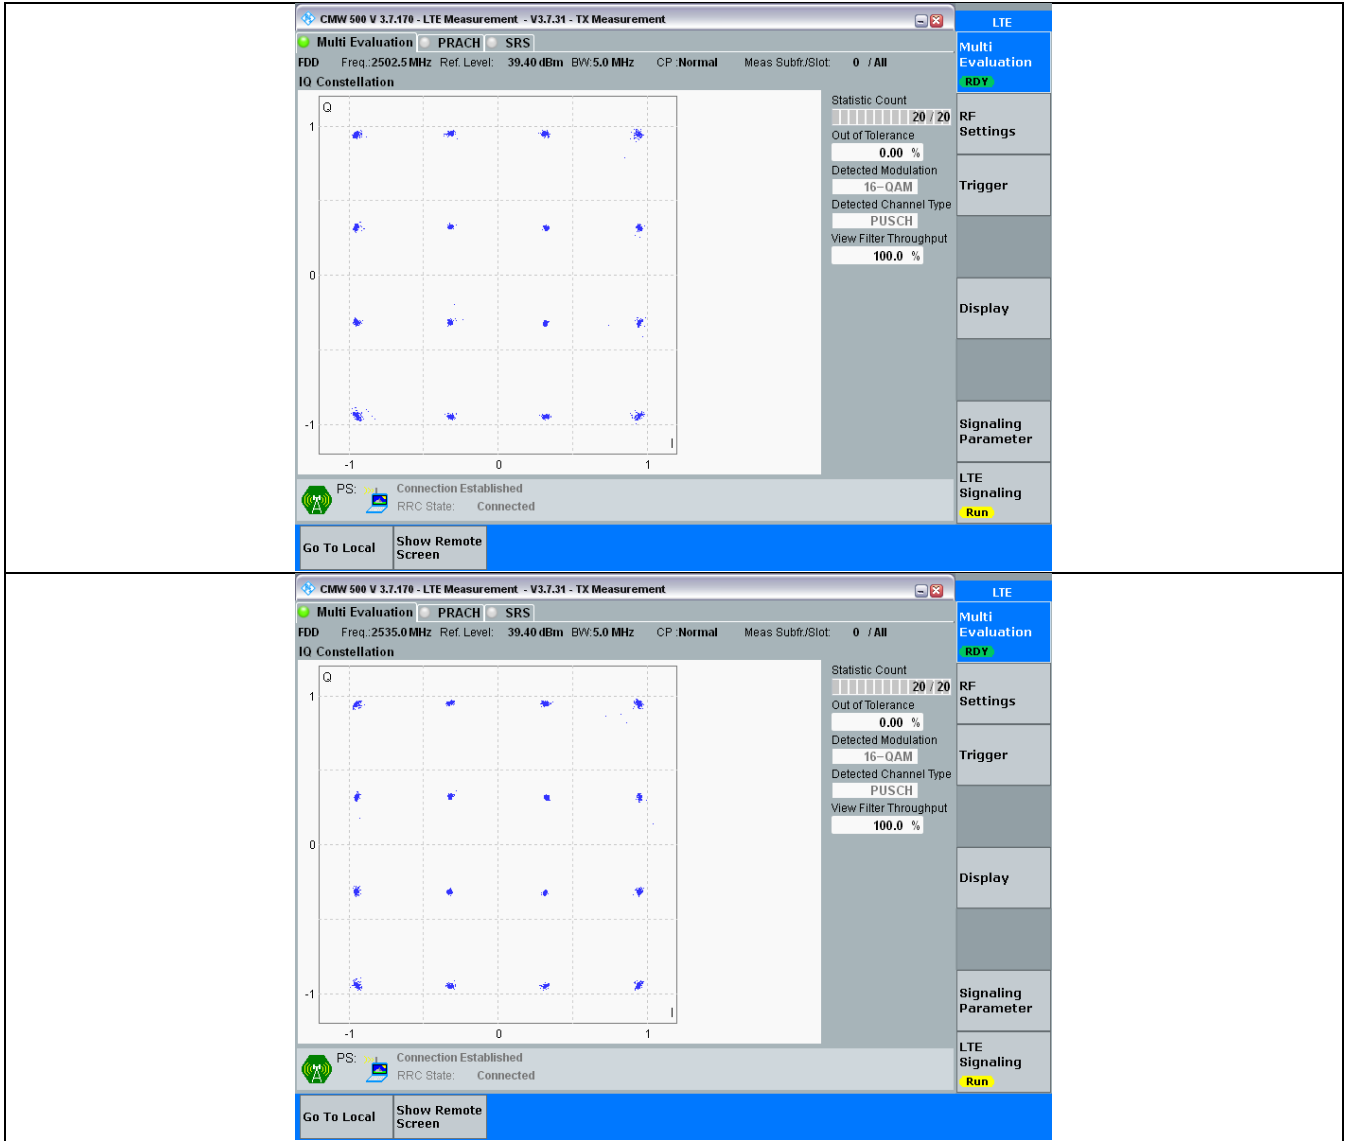 CMW 500 V 3.7.170 - LTE Measurement - V3.7.31 - TX Measurement
LTE
Multi Evaluation PRACH SRS
Multi
Evaluation
RDY
FDD Freq.:2502.5 MHz Ref. Level: 39.40 dBm BW:5.0 MHz CP :Normal Meas Subfr./Slot: 0 / All
IQ Constellation
Q
1
0
-1
-1 0 1
I
Statistic Count
20 / 20
Out of Tolerance
0.00 %
Detected Modulation
16-QAM
Detected Channel Type
PUSCH
View Filter Throughput
100.0 %
RF
Settings
Trigger
Display
Signaling
Parameter
LTE
Signaling
Run
PS: Connection Established
RRC State: Connected
Go To Local
Show Remote
Screen
CMW 500 V 3.7.170 - LTE Measurement - V3.7.31 - TX Measurement
LTE
Multi Evaluation PRACH SRS
Multi
Evaluation
RDY
FDD Freq.:2535.0 MHz Ref. Level: 39.40 dBm BW:5.0 MHz CP :Normal Meas Subfr./Slot: 0 / All
IQ Constellation
Q
1
0
-1
-1 0 1
I
Statistic Count
20 / 20
Out of Tolerance
0.00 %
Detected Modulation
16-QAM
Detected Channel Type
PUSCH
View Filter Throughput
100.0 %
RF
Settings
Trigger
Display
Signaling
Parameter
LTE
Signaling
Run
PS: Connection Established
RRC State: Connected
Go To Local
Show Remote
Screen